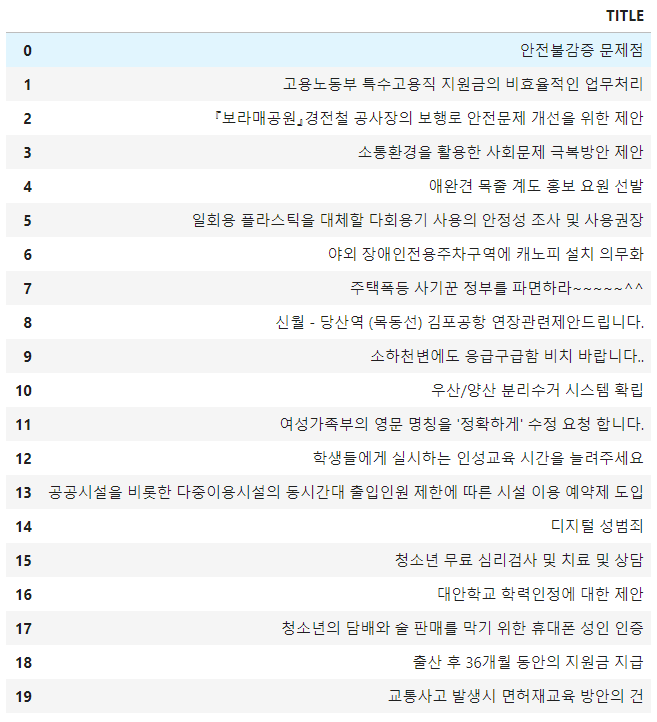 TITLE
0 안전불감증 문제점
1 고용노동부 특수고용직 지원금의 비효율적인 업무처리
2 『보라매공원』경전철 공사장의 보행로 안전문제 개선을 위한 제안
3 소통환경을 활용한 사회문제 극복방안 제안
4 애완견 목줄 계도 홍보 요원 선발
5 일회용 플라스틱을 대체할 다회용기 사용의 안정성 조사 및 사용권장
6 야외 장애인전용주차구역에 캐노피 설치 의무화
7 주택폭등 사기꾼 정부를 파면하라~~~~~^^
8 신월 - 당산역 (목동선) 김포공항 연장관련제안드립니다.
9 소하천변에도 응급구급함 비치 바랍니다..
10 우산/양산 분리수거 시스템 확립
11 여성가족부의 영문 명칭을 '정확하게' 수정 요청 합니다.
12 학생들에게 실시하는 인성교육 시간을 늘려주세요
13 공공시설을 비롯한 다중이용시설의 동시간대 출입인원 제한에 따른 시설 이용 예약제 도입
14 디지털 성범죄
15 청소년 무료 심리검사 및 치료 및 상담
16 대안학교 학력인정에 대한 제안
17 청소년의 담배와 술 판매를 막기 위한 휴대폰 성인 인증
18 출산 후 36개월 동안의 지원금 지급
19 교통사고 발생시 면허재교육 방안의 건